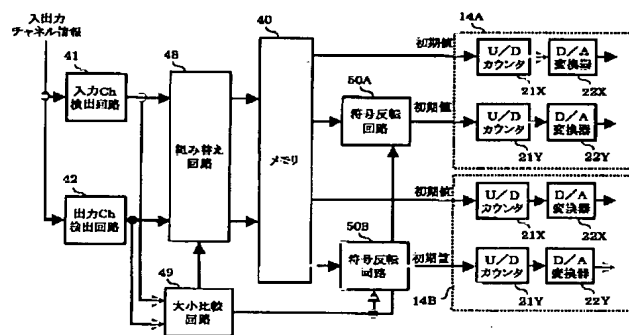 入出力
チャネル情報
41
入力Ch
検出回路
42
出力Ch
検出回路
48
組み替え
回路
49
大小比較
回路
40
メモリ
50A
符号反転
回路
50B
符号反転
回路
14A
初期値
U/D
カウンタ
21X
D/A
変換器
22X
初期値
U/D
カウンタ
21Y
D/A
変換器
22Y
初期値
U/D
カウンタ
21X
D/A
変換器
22X
初期値
U/D
カウンタ
21Y
D/A
変換器
22Y
14B